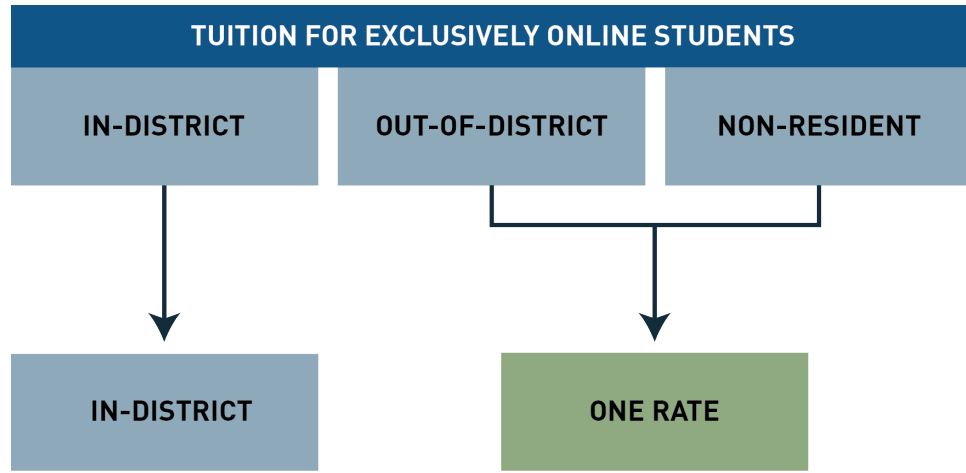 TUITION FOR EXCLUSIVELY ONLINE STUDENTS
IN-DISTRICT
OUT-OF-DISTRICT
NON-RESIDENT
IN-DISTRICT
ONE RATE